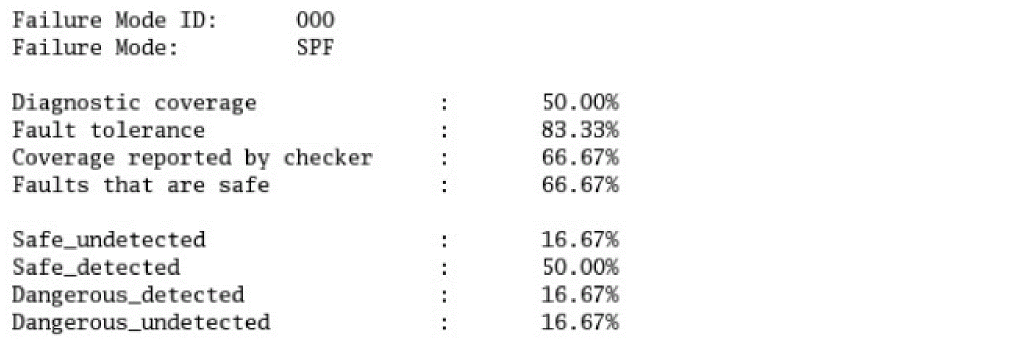 Failure Mode ID: 000
Failure Mode: SPF
Diagnostic coverage : 50.00%
Fault tolerance : 83.33%
Coverage reported by checker : 66.67%
Faults that are safe : 66.67%
Safe_undetected : 16.67%
Safe_detected : 50.00%
Dangerous_detected : 16.67%
Dangerous_undetected : 16.67%